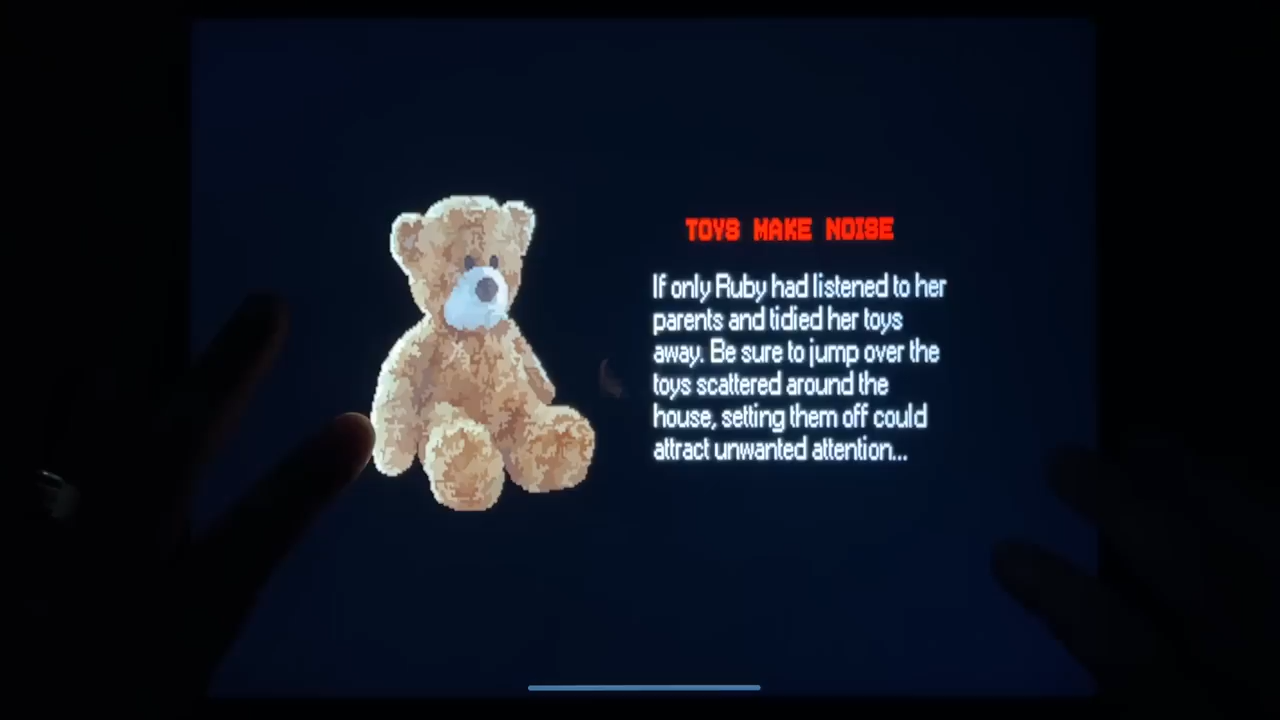 TOYS MAKE NOISE
If only Ruby had listened to her
parents and tidied her toys
away. Be sure to jump over the
toys scattered around the
house, setting them off could
attract unwanted attention...